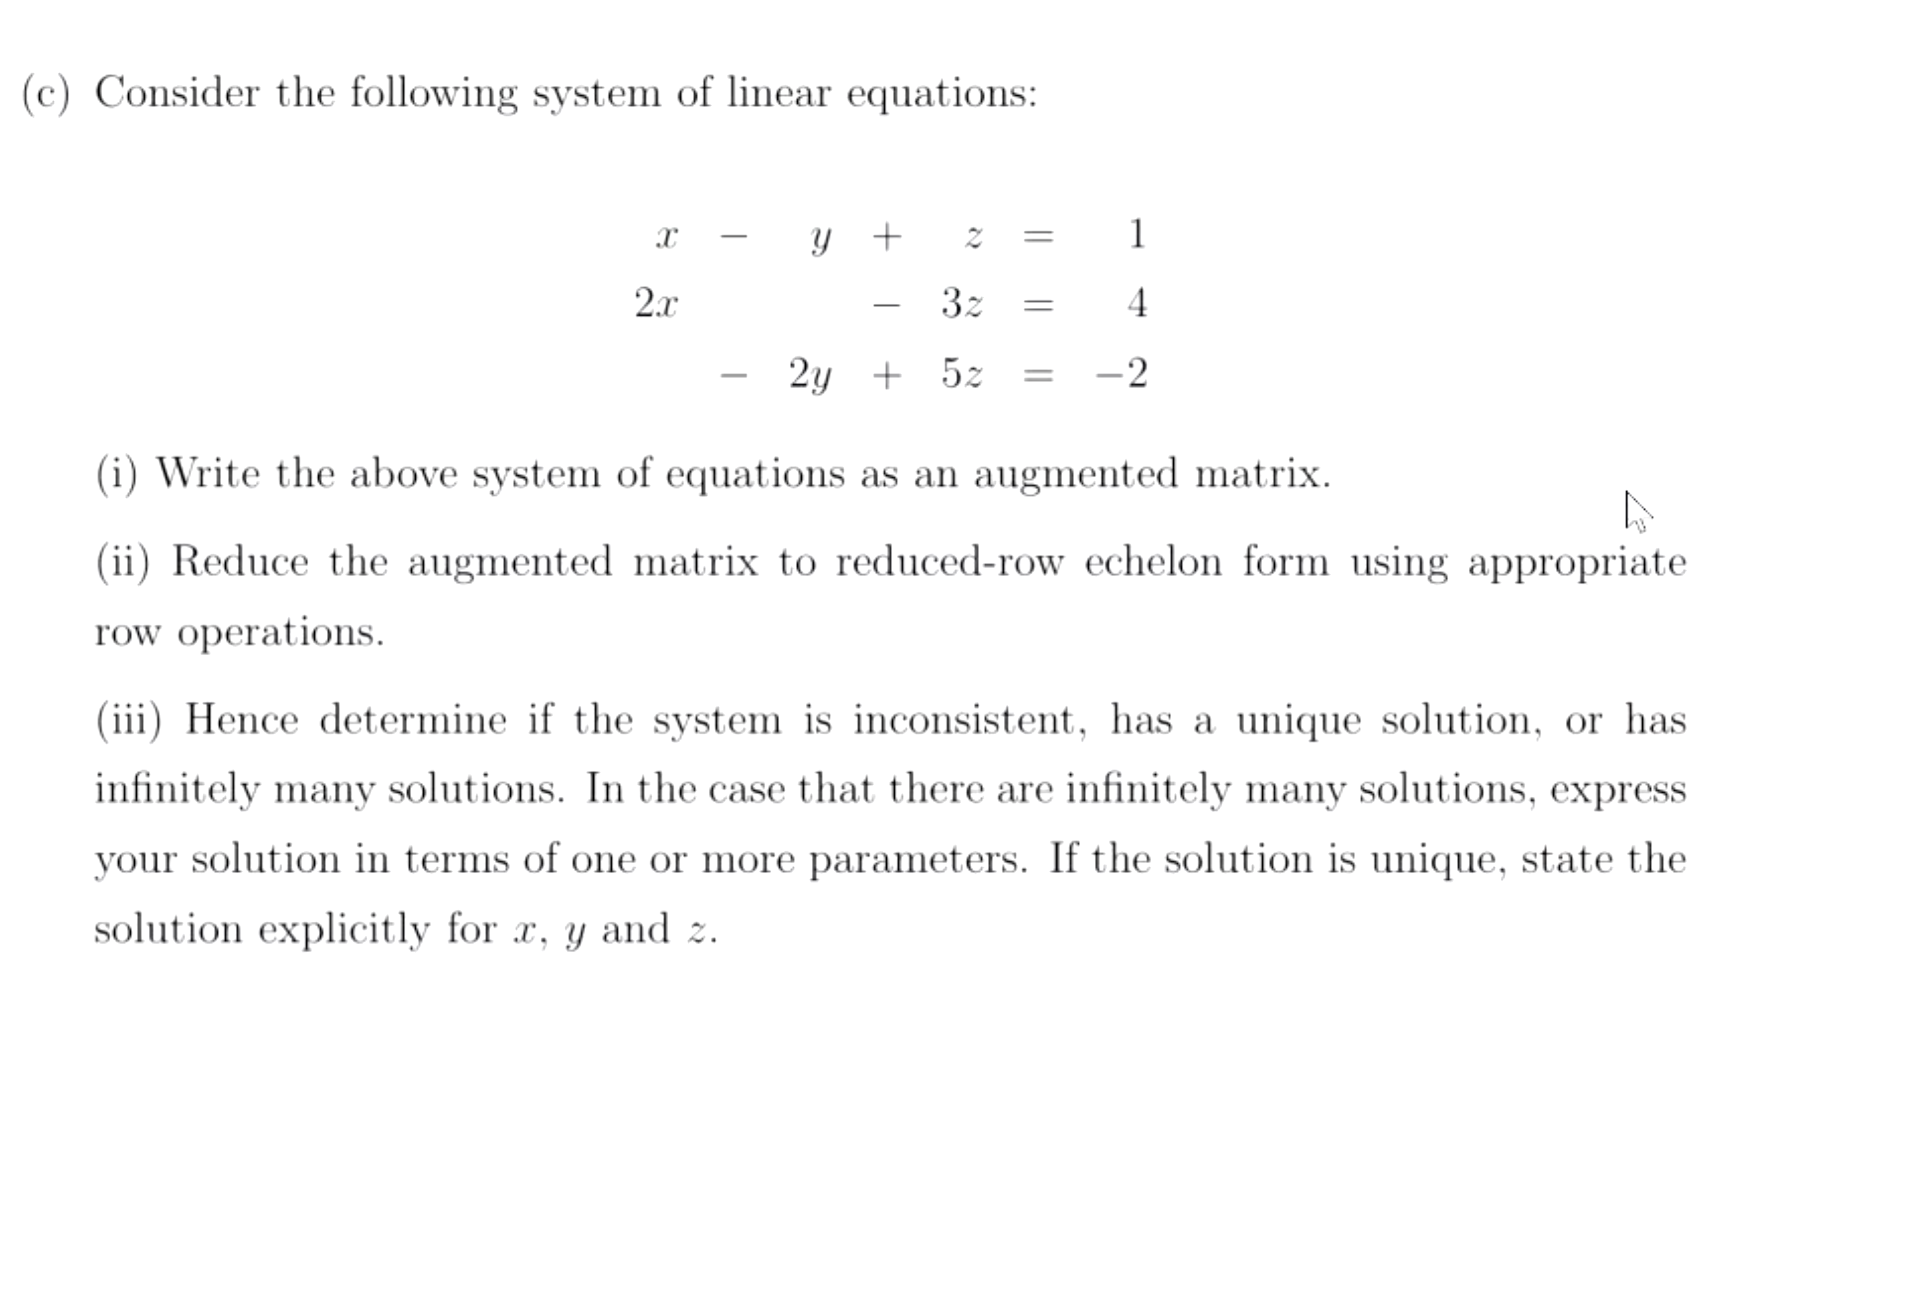 (c) Consider the following system of linear equations:
x − y + z = 1
2x − 3z = 4
− 2y + 5z = −2
(i) Write the above system of equations as an augmented matrix.
(ii) Reduce the augmented matrix to reduced-row echelon form using appropriate
row operations.
(iii) Hence determine if the system is inconsistent, has a unique solution, or has
infinitely many solutions. In the case that there are infinitely many solutions, express
your solution in terms of one or more parameters. If the solution is unique, state the
solution explicitly for x, y and z.